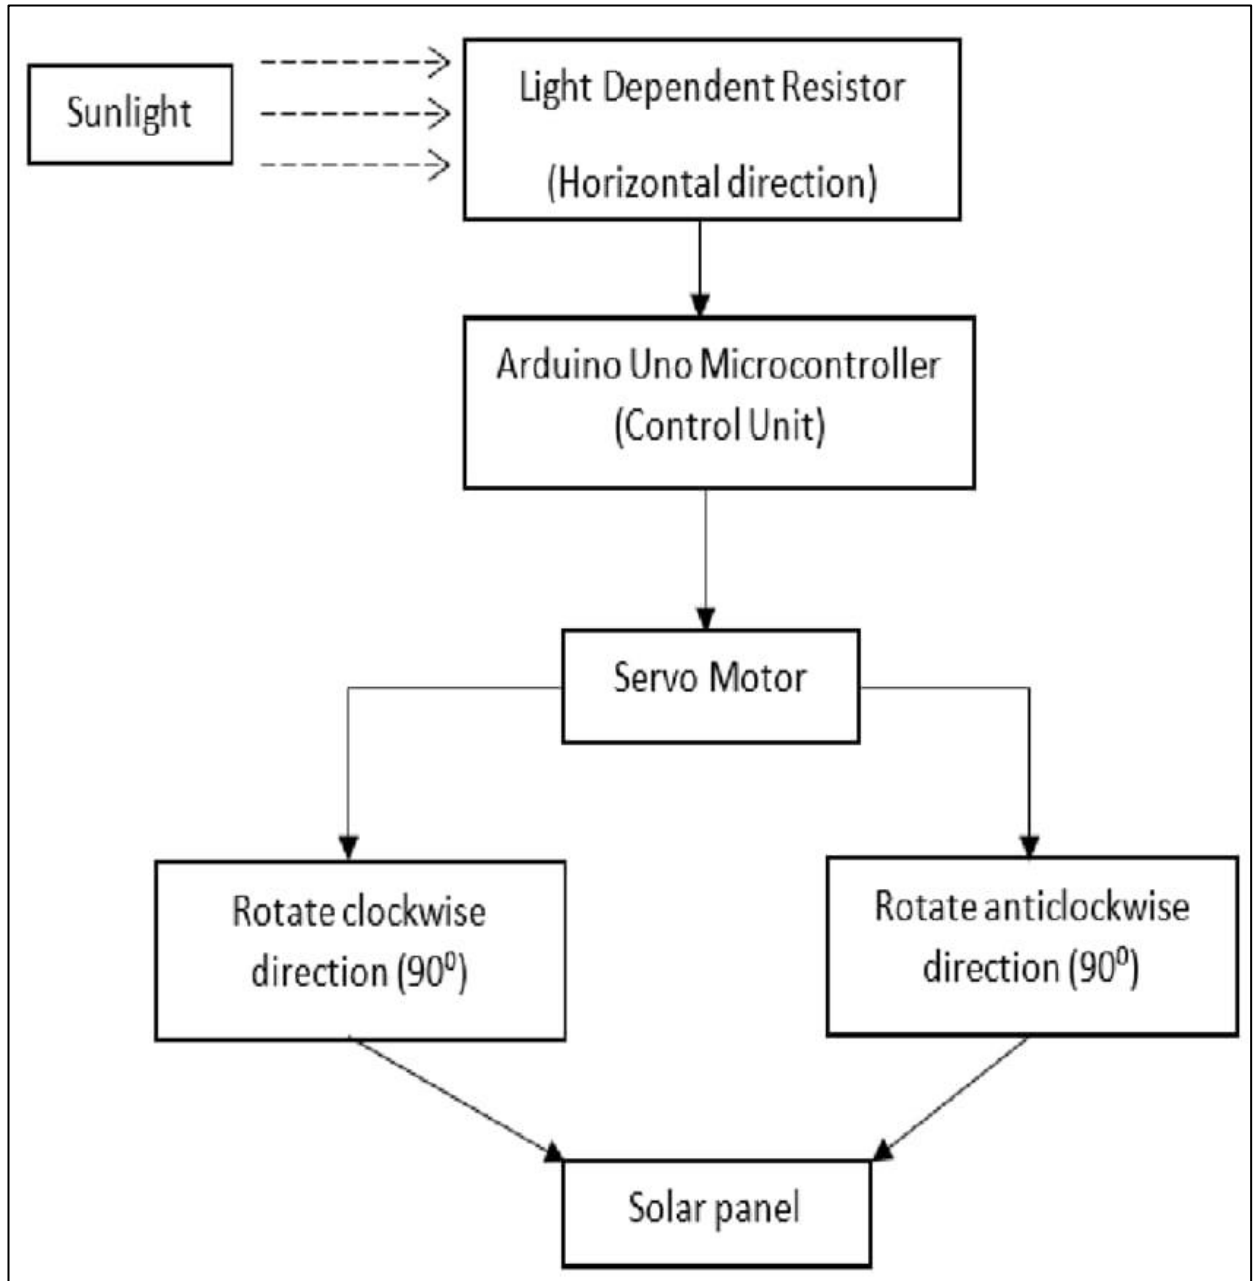 Sunlight
Light Dependent Resistor
(Horizontal direction)
Arduino Uno Microcontroller
(Control Unit)
Servo Motor
Rotate clockwise
direction (90⁰)
Rotate anticlockwise
direction (90⁰)
Solar panel